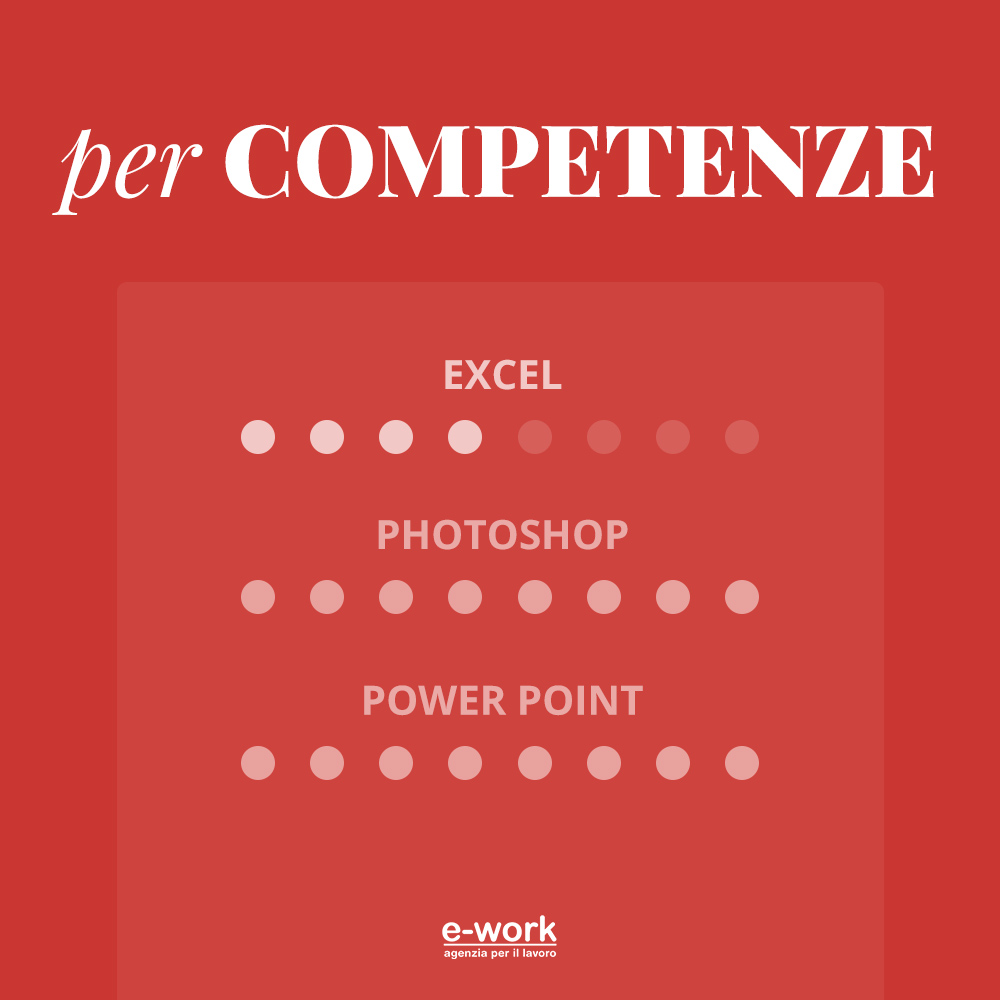 per COMPETENZE
EXCEL
PHOTOSHOP
POWER POINT
e-work
agenzia per il lavoro